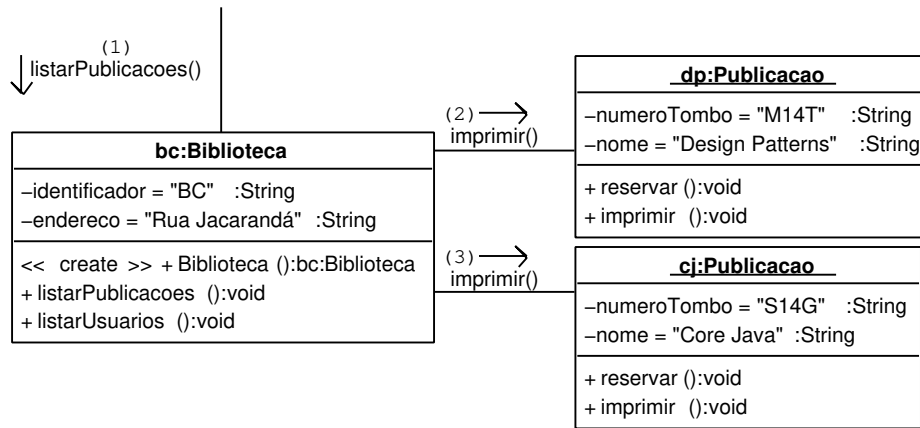 (1)
listarPublicacoes()
bc:Biblioteca
–identificador = "BC" :String
–endereco = "Rua Jacarandá" :String
<< create >> + Biblioteca ():bc:Biblioteca
+ listarPublicacoes ():void
+ listarUsuarios ():void
(2)
imprimir()
dp:Publicacao
–numeroTombo = "M14T" :String
–nome = "Design Patterns" :String
+ reservar ():void
+ imprimir ():void
(3)
imprimir()
cj:Publicacao
–numeroTombo = "S14G" :String
–nome = "Core Java" :String
+ reservar ():void
+ imprimir ():void